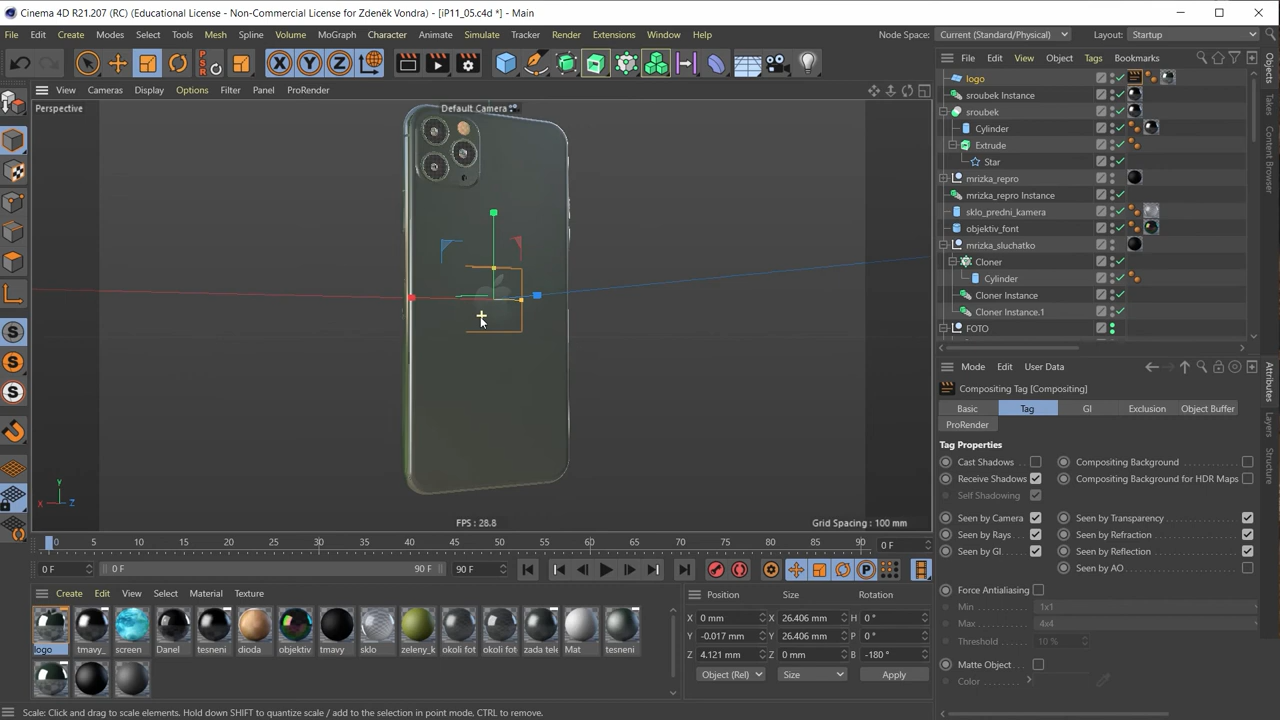 Cinema 4D R21.207 (RC) (Educational License - Non-Commercial License for Zdeněk Vondra) - [iP11_05.c4d *] - Main
File Edit Create Modes Select Tools Mesh Spline Volume MoGraph Character Animate Simulate Tracker Render Extensions Window Help Node Space: Current (Standard/Physical) Layout: Startup
PSR
0
X Y Z
View Cameras Display Options Filter Panel ProRender
File Edit View Object Tags Bookmarks
Perspective
Default Camera
logo
sroubek Instance
sroubek
Cylinder
Extrude
Star
mrizka_repro
mrizka_repro Instance
sklo_predni_kamera
objektiv_font
mrizka_sluchatko
Cloner
Cylinder
Cloner Instance
Cloner Instance.1
FOTO
Objects
Takes
Content Browser
Attributes
Layers
Structure
Mode Edit User Data
Compositing Tag [Compositing]
Basic Tag GI Exclusion Object Buffer
ProRender
Tag Properties
Cast Shadows Compositing Background
Receive Shadows Compositing Background for HDR Maps
Self Shadowing
Seen by Camera Seen by Transparency
Seen by Rays Seen by Refraction
Seen by GI Seen by Reflection
Seen by AO
Force Antialiasing
Min 1x1
Max 4x4
Threshold 10 %
Matte Object
Color
Y
X Z
FPS : 28.8
Grid Spacing : 100 mm
0 5 10 15 20 25 30 35 40 45 50 55 60 65 70 75 80 85 90 0 F
0 F 0 F 90 F 90 F
Create Edit View Select Material Texture
logo tmavy_ screen Danel tesneni dioda objektiv tmavy sklo zeleny_k okoli fot okoli fot zada tele Mat tesneni
Position Size Rotation
X 0 mm X 26.406 mm H 0 °
Y -0.017 mm Y 26.406 mm P 0 °
Z 4.121 mm Z 0 mm B -180 °
Object (Rel) Size Apply
Scale: Click and drag to scale elements. Hold down SHIFT to quantize scale / add to the selection in point mode, CTRL to remove.